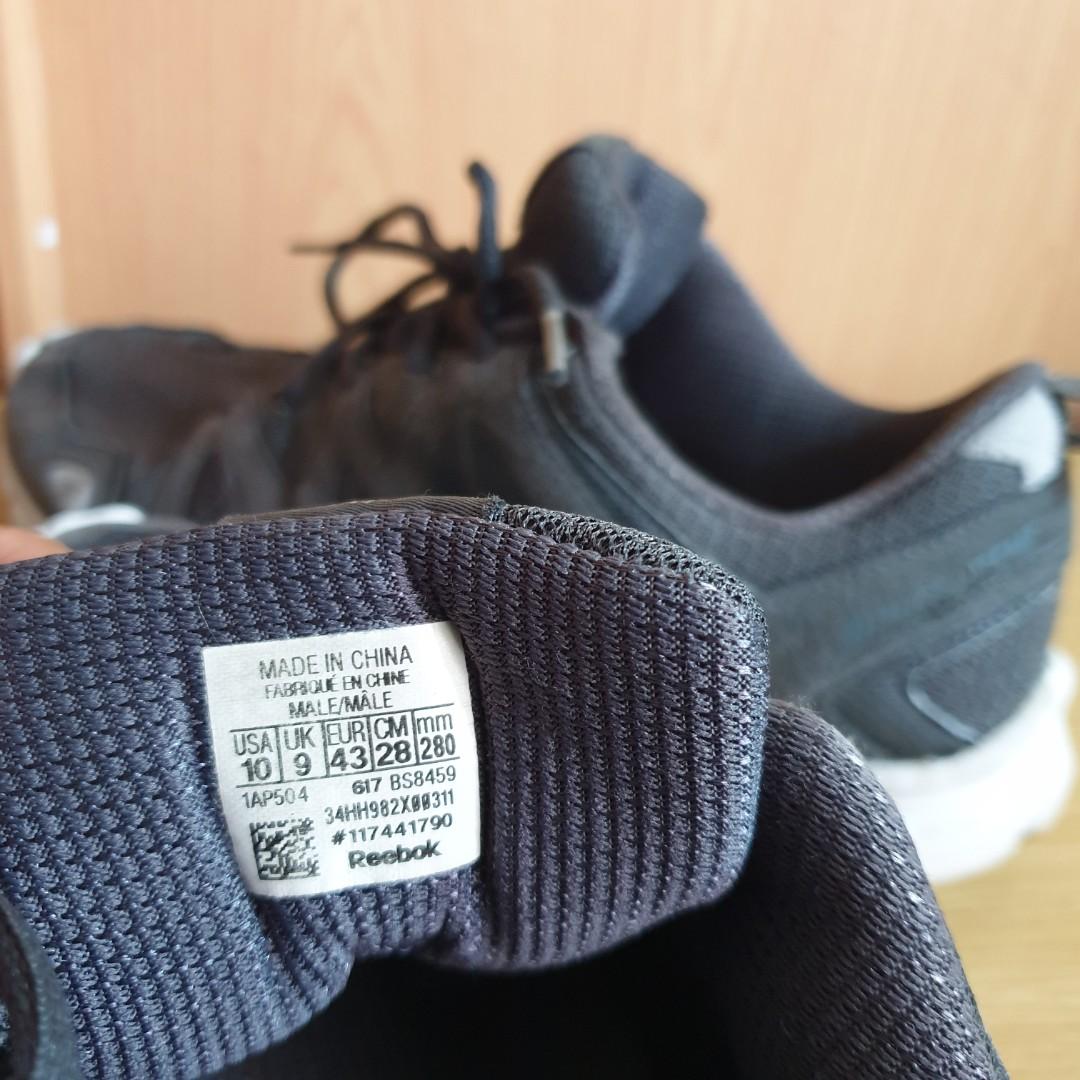 MADE IN CHINA
FABRIQUÉ EN CHINE
MALE/MÂLE
USA UK EUR CM mm
10 9 43 28 280
1AP504 617 BS8459
34HH982X00311
#117441790
Reebok